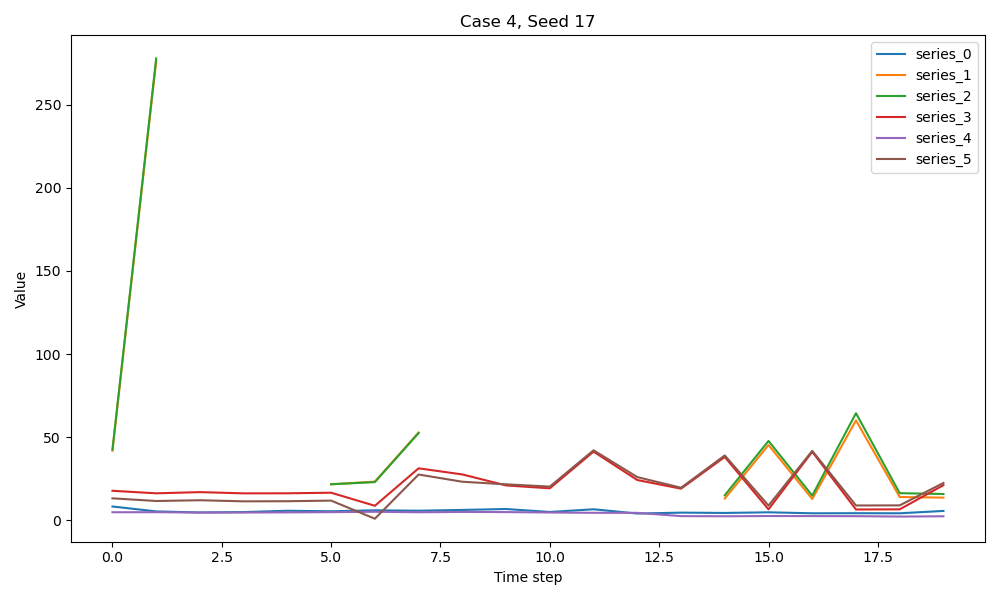 Case 4, Seed 17
series_0
series_1
series_2
series_3
series_4
series_5
Value
250
200
150
100
50
0
0.0 2.5 5.0 7.5 10.0 12.5 15.0 17.5
Time step